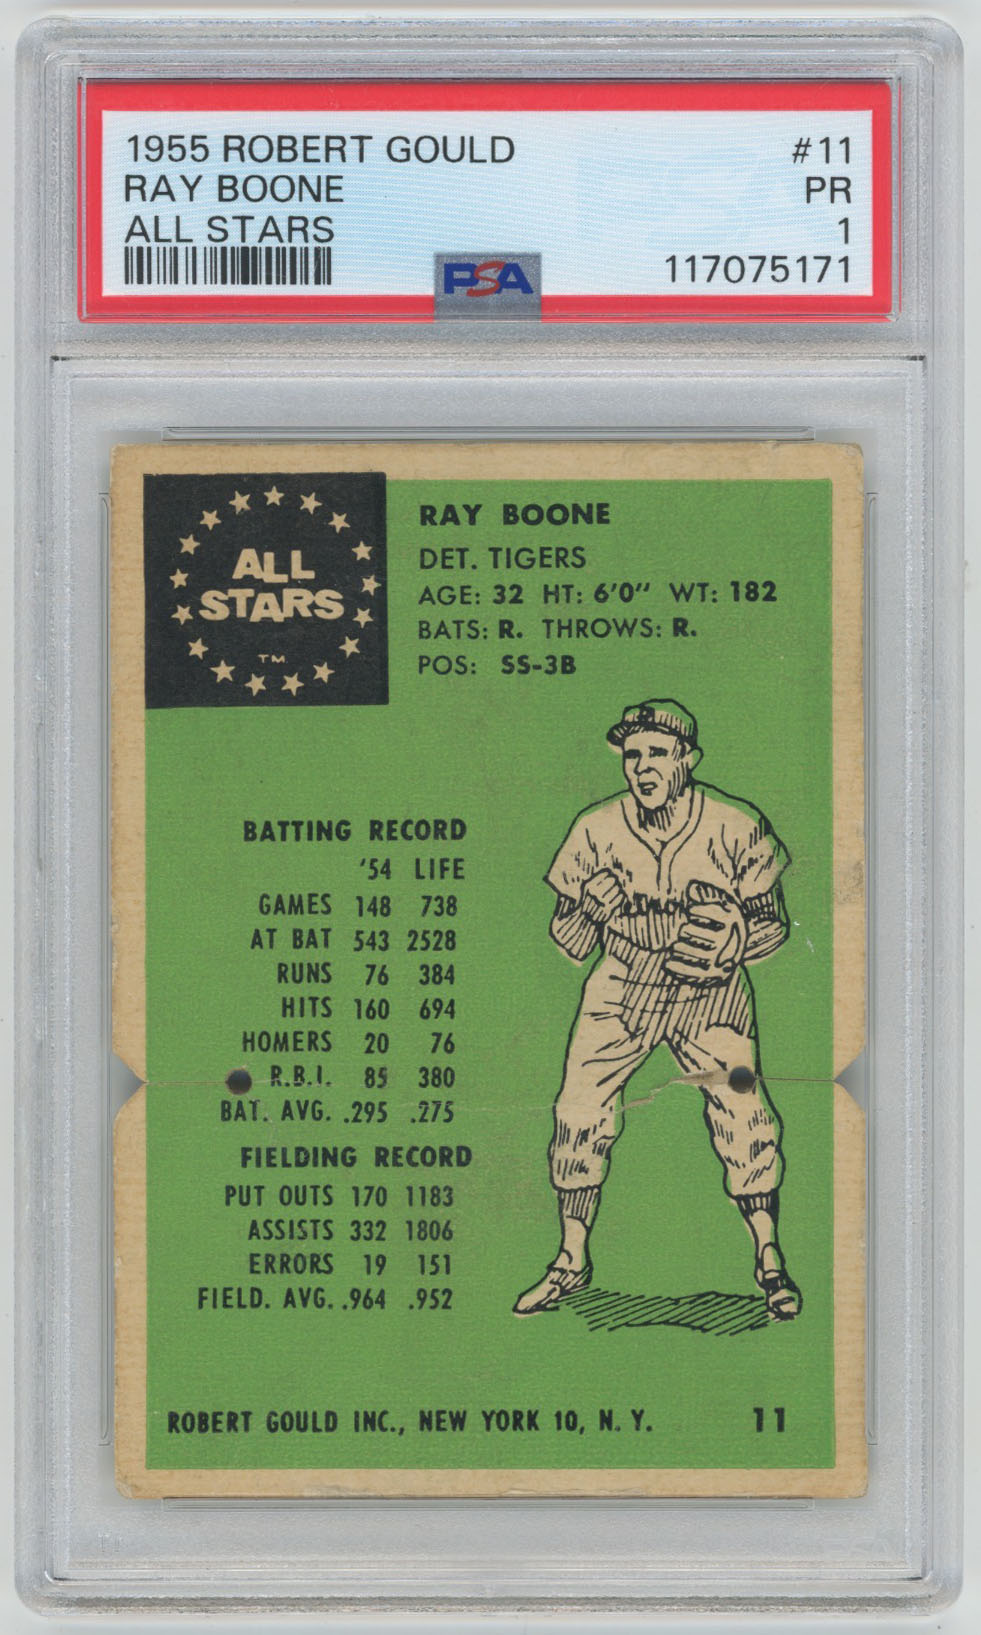 1955 ROBERT GOULD #11
RAY BOONE PR
ALL STARS 1
PSA 117075171
ALL
STARS
TM
RAY BOONE
DET. TIGERS
AGE: 32 HT: 6'0" WT: 182
BATS: R. THROWS: R.
POS: SS-3B
BATTING RECORD
'54 LIFE
GAMES 148 738
AT BAT 543 2528
RUNS 76 384
HITS 160 694
HOMERS 20 76
R.B.I. 85 380
BAT. AVG. .295 .275
FIELDING RECORD
PUT OUTS 170 1183
ASSISTS 332 1806
ERRORS 19 151
FIELD. AVG. .964 .952
ROBERT GOULD INC., NEW YORK 10, N. Y. 11